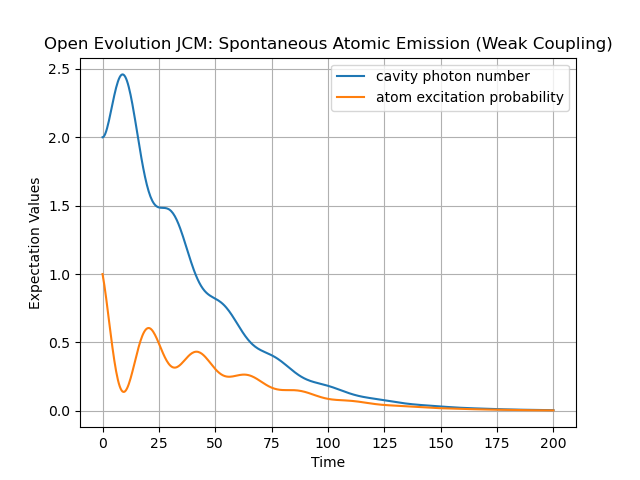 Open Evolution JCM: Spontaneous Atomic Emission (Weak Coupling)
cavity photon number
atom excitation probability
Expectation Values
2.5
2.0
1.5
1.0
0.5
0.0
0 25 50 75 100 125 150 175 200
Time